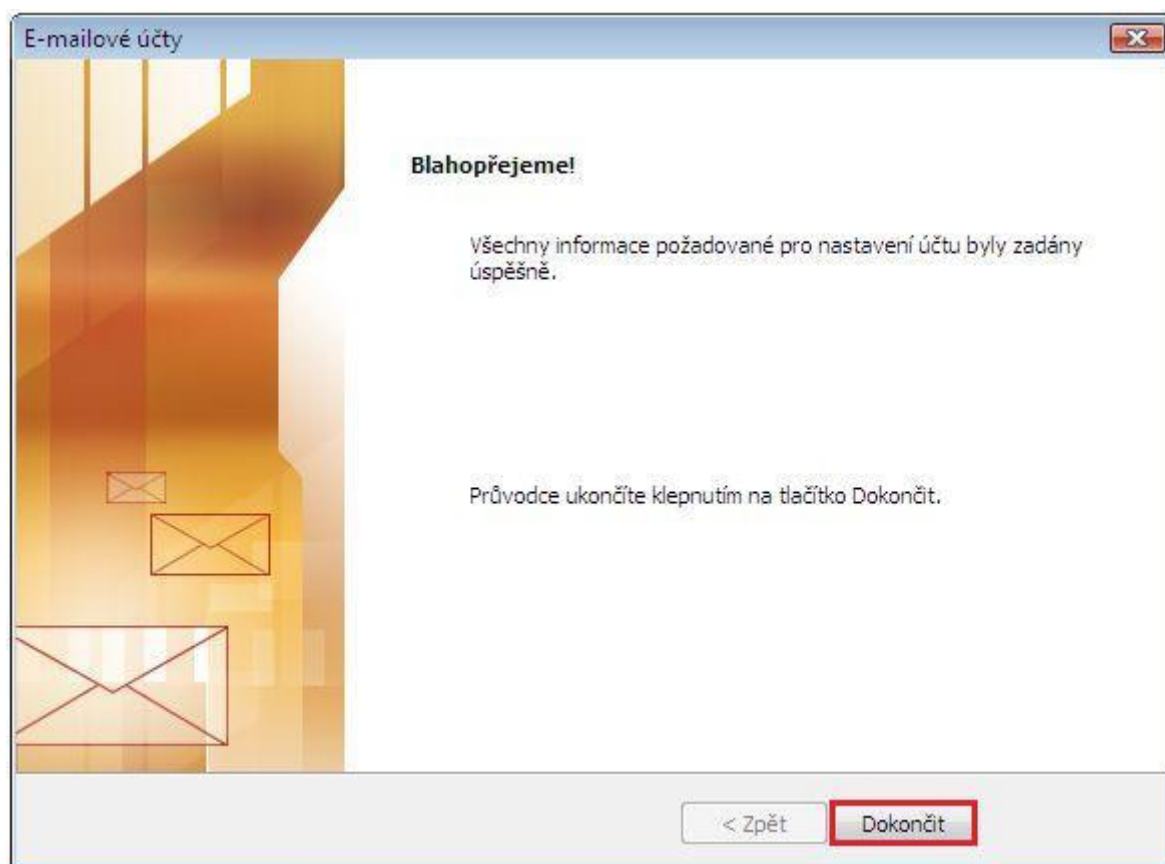 E-mailové účty
Blahopřejeme!
Všechny informace požadované pro nastavení účtu byly zadány
úspěšně.
Průvodce ukončíte klepnutím na tlačítko Dokončit.
< Zpět
Dokončit